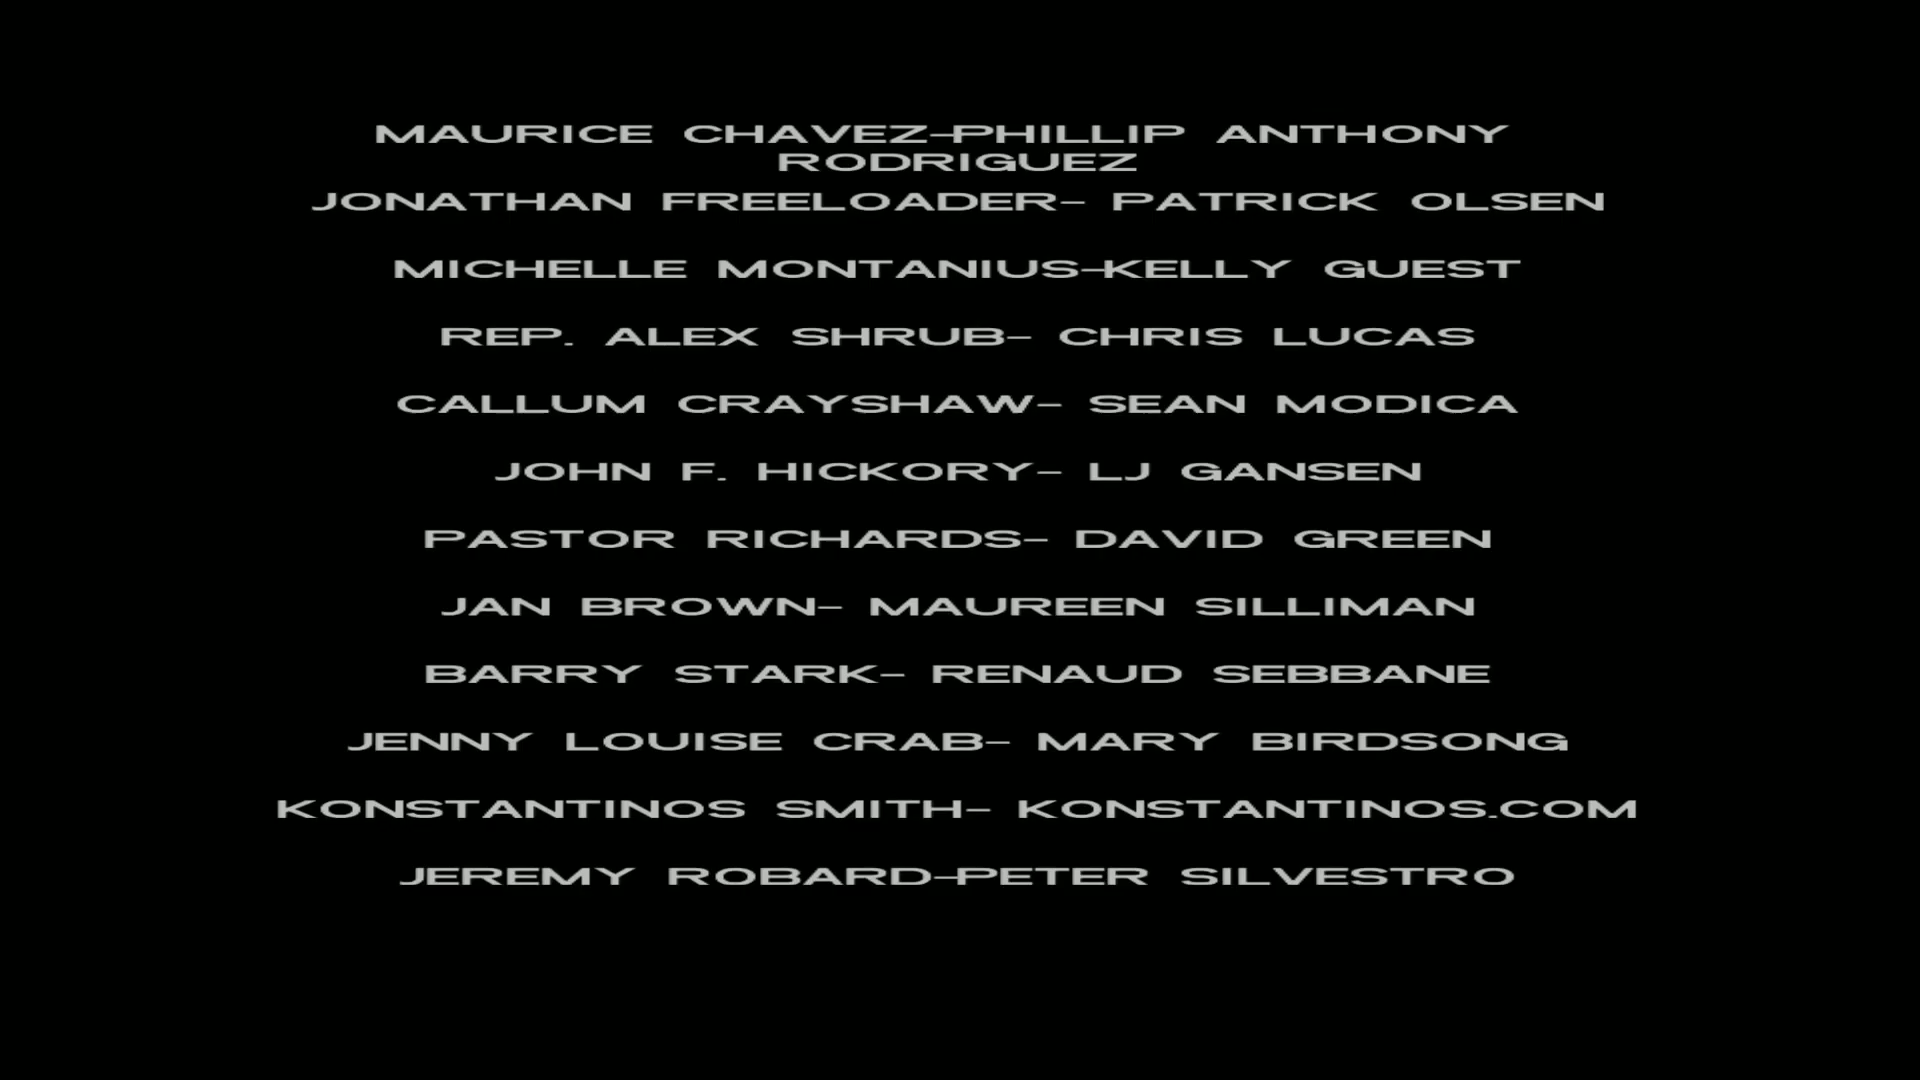 MAURICE CHAVEZ-PHILLIP ANTHONY
RODRIGUEZ
JONATHAN FREELOADER- PATRICK OLSEN
MICHELLE MONTANIUS-KELLY GUEST
REP. ALEX SHRUB- CHRIS LUCAS
CALLUM CRAYSHAW- SEAN MODICA
JOHN F. HICKORY- LJ GANSEN
PASTOR RICHARDS- DAVID GREEN
JAN BROWN- MAUREEN SILLIMAN
BARRY STARK- RENAUD SEBBANE
JENNY LOUISE CRAB- MARY BIRDSONG
KONSTANTINOS SMITH- KONSTANTINOS.COM
JEREMY ROBARD-PETER SILVESTRO